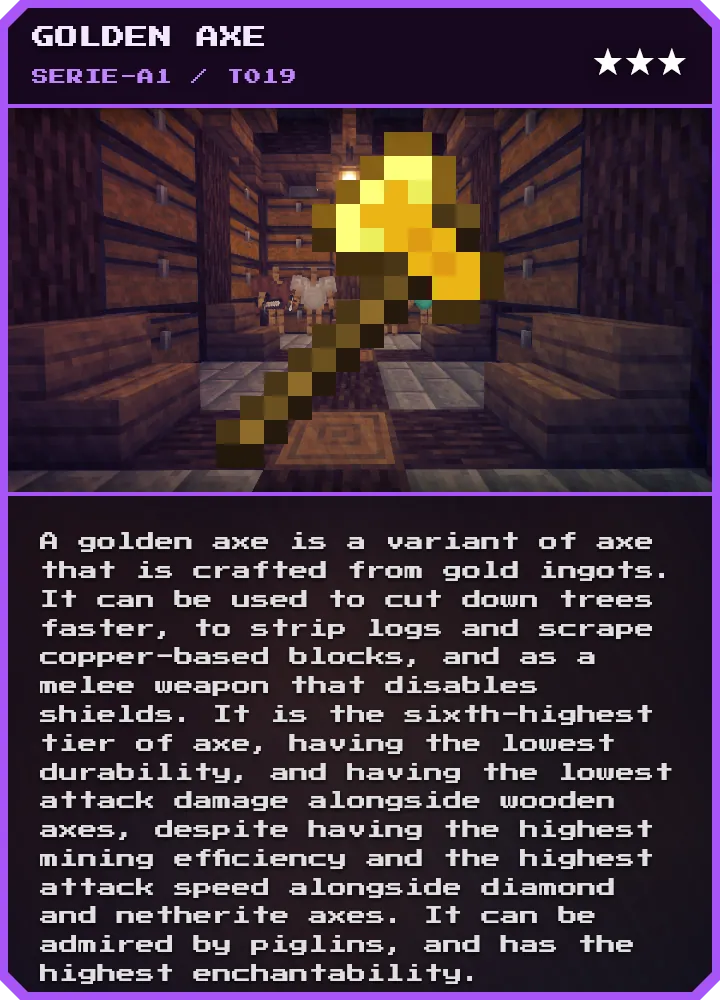 GOLDEN AXE
SERIE-A1 / T019
★★★
A golden axe is a variant of axe
that is crafted from gold ingots.
It can be used to cut down trees
faster, to strip logs and scrape
copper-based blocks, and as a
melee weapon that disables
shields. It is the sixth-highest
tier of axe, having the lowest
durability, and having the lowest
attack damage alongside wooden
axes, despite having the highest
mining efficiency and the highest
attack speed alongside diamond
and netherite axes. It can be
admired by piglins, and has the
highest enchantability.